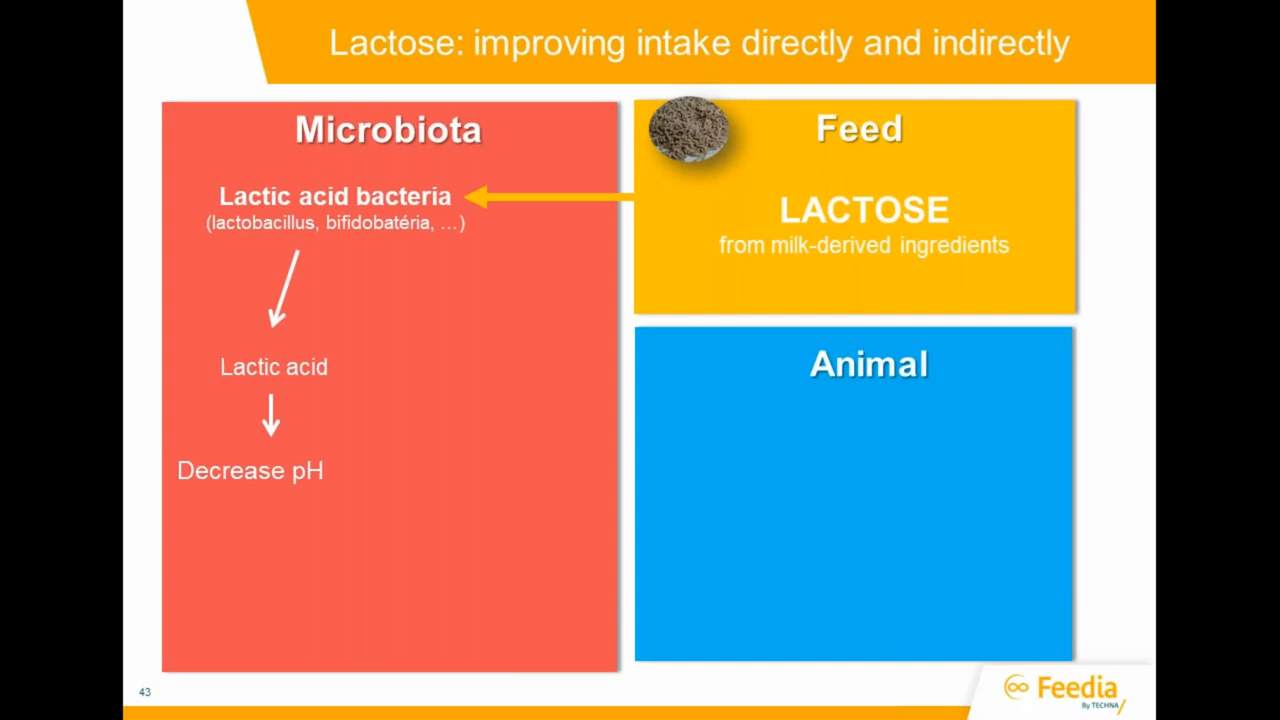 Lactose: improving intake directly and indirectly
Microbiota
Lactic acid bacteria
(lactobacillus, bifidobatéria, ...)
Lactic acid
Decrease pH
Feed
LACTOSE
from milk-derived ingredients
Animal
43
Feedia
By TECHNA